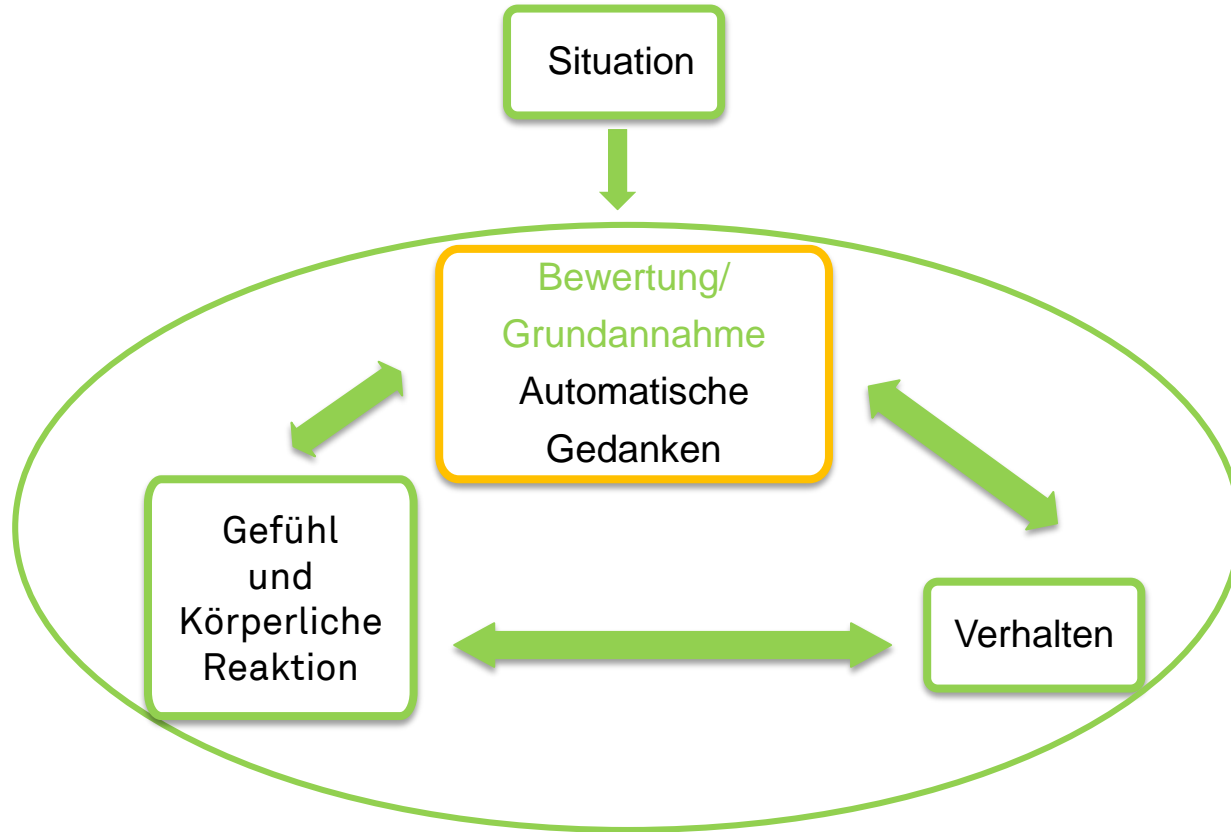 Situation
Bewertung/
Grundannahme
Automatische
Gedanken
Gefühl
und
Körperliche
Reaktion
Verhalten